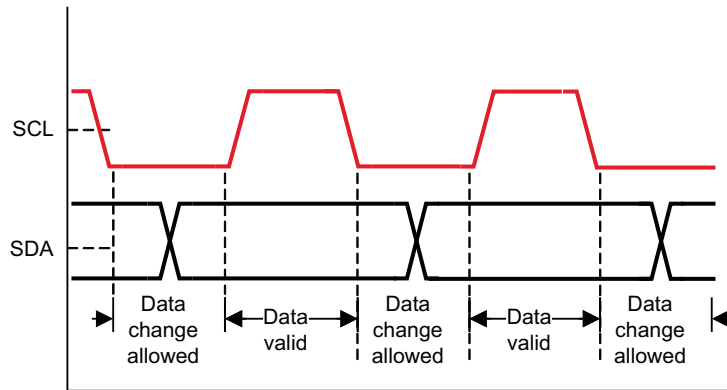 SCL
SDA
Data
change
allowed
Data
valid
Data
change
allowed
Data
valid
Data
change
allowed